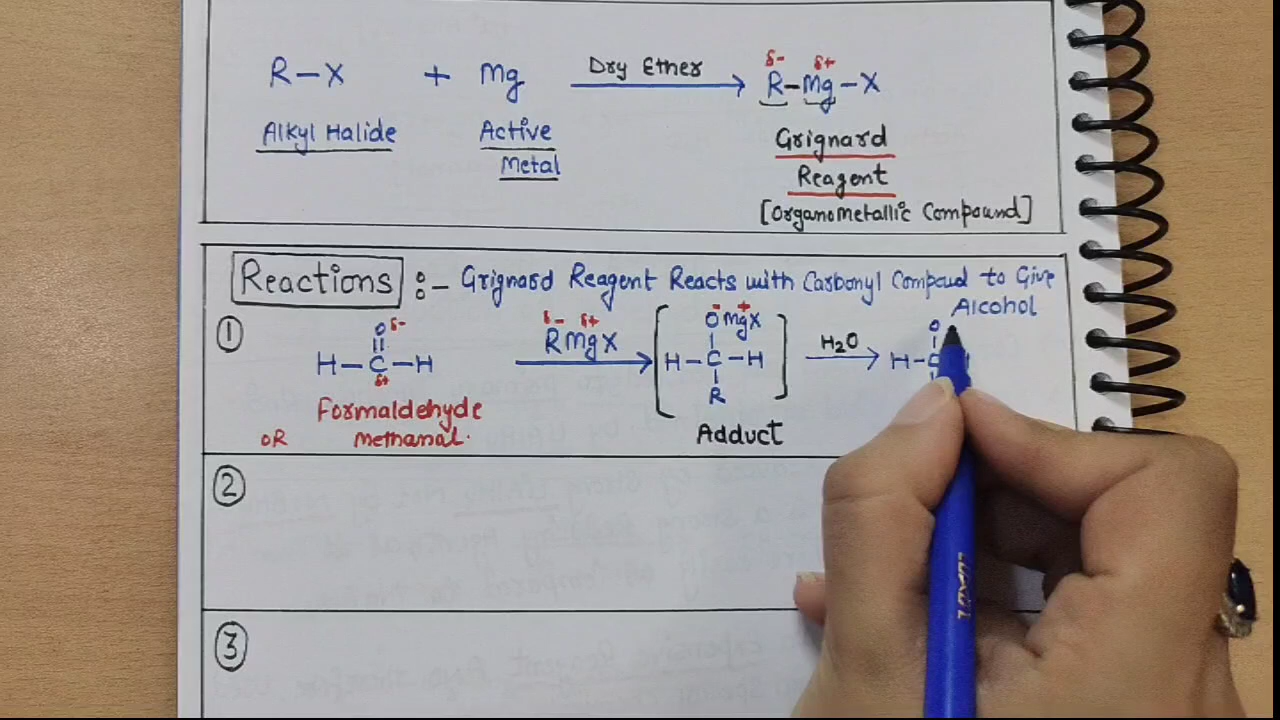 R-X + Mg Dry Ether R-Mg-X
δ- δ+
Alkyl Halide Active Grignard
Metal Reagent
[Organometallic Compound]
Reactions :- Grignard Reagent Reacts with Carbonyl Compound to Give
Alcohol
① O δ- δ- δ+ O- Mg+X O
H-C-H RMgX H-C-H H2O H-C
δ+ R
Formaldehyde
OR Methanal. Adduct
②
③